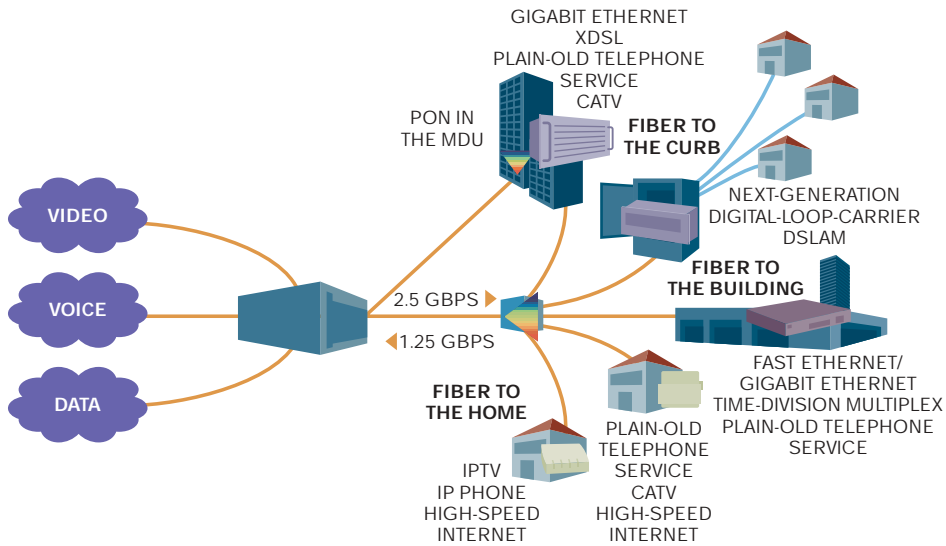 GIGABIT ETHERNET
XDSL
PLAIN-OLD TELEPHONE
SERVICE
CATV
PON IN
THE MDU
FIBER TO
THE CURB
NEXT-GENERATION
DIGITAL-LOOP-CARRIER
DSLAM
VIDEO
VOICE
DATA
2.5 GBPS
1.25 GBPS
FIBER TO
THE BUILDING
FAST ETHERNET/
GIGABIT ETHERNET
TIME-DIVISION MULTIPLEX
PLAIN-OLD TELEPHONE
SERVICE
FIBER TO
THE HOME
IPTV
IP PHONE
HIGH-SPEED
INTERNET
PLAIN-OLD
TELEPHONE
SERVICE
CATV
HIGH-SPEED
INTERNET